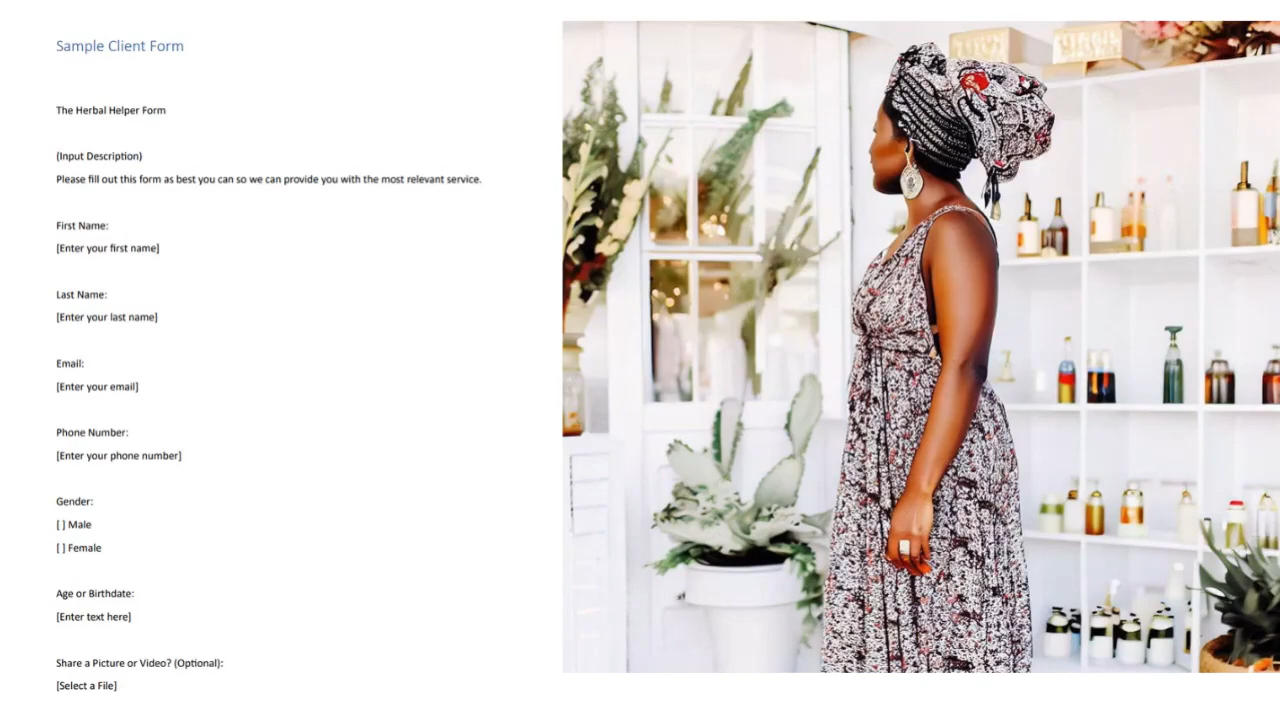 Sample Client Form
The Herbal Helper Form
(Input Description)
Please fill out this form as best you can so we can provide you with the most relevant service.
First Name:
[Enter your first name]
Last Name:
[Enter your last name]
Email:
[Enter your email]
Phone Number:
[Enter your phone number]
Gender:
[ ] Male
[ ] Female
Age or Birthdate:
[Enter text here]
Share a Picture or Video? (Optional):
[Select a File]